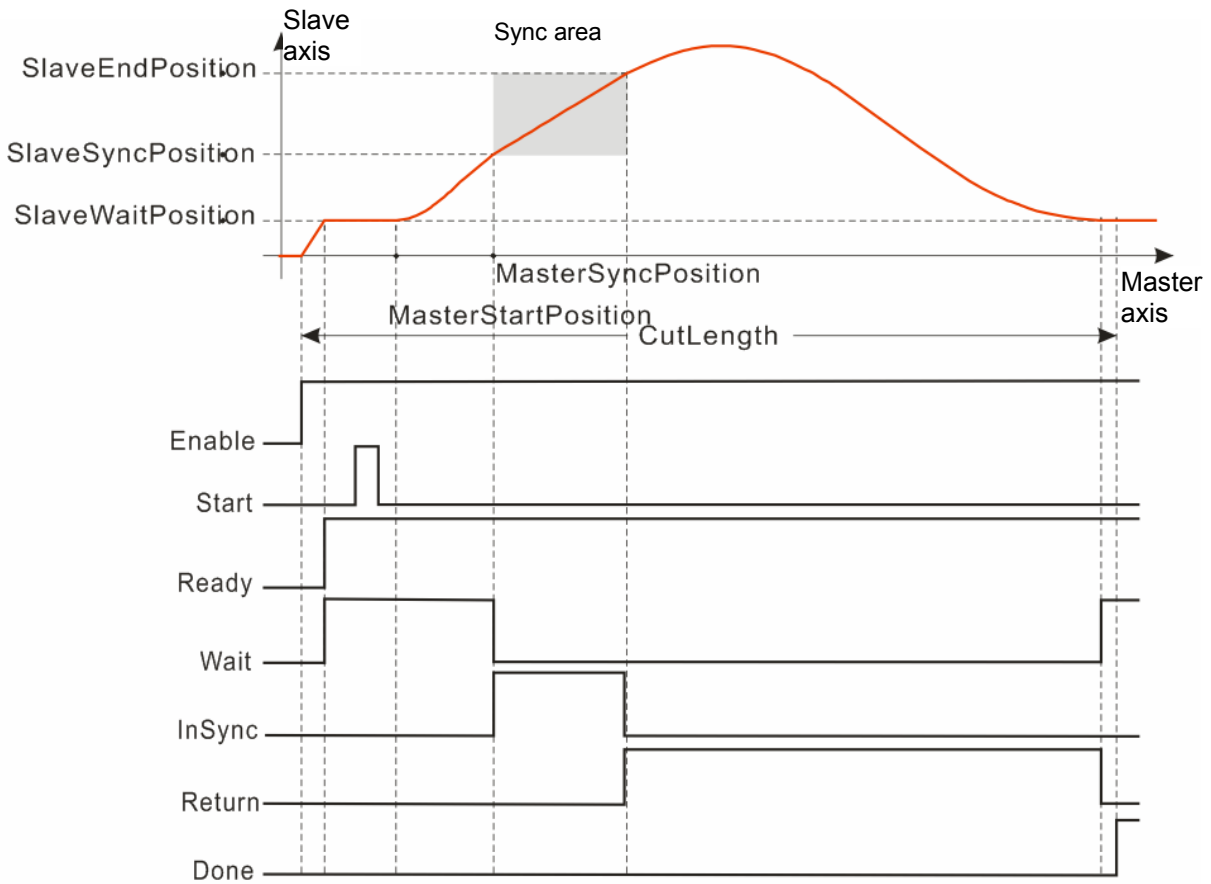 Slave
axis
Sync area
SlaveEndPosition
SlaveSyncPosition
SlaveWaitPosition
MasterSyncPosition
Master
axis
MasterStartPosition
CutLength
Enable
Start
Ready
Wait
InSync
Return
Done